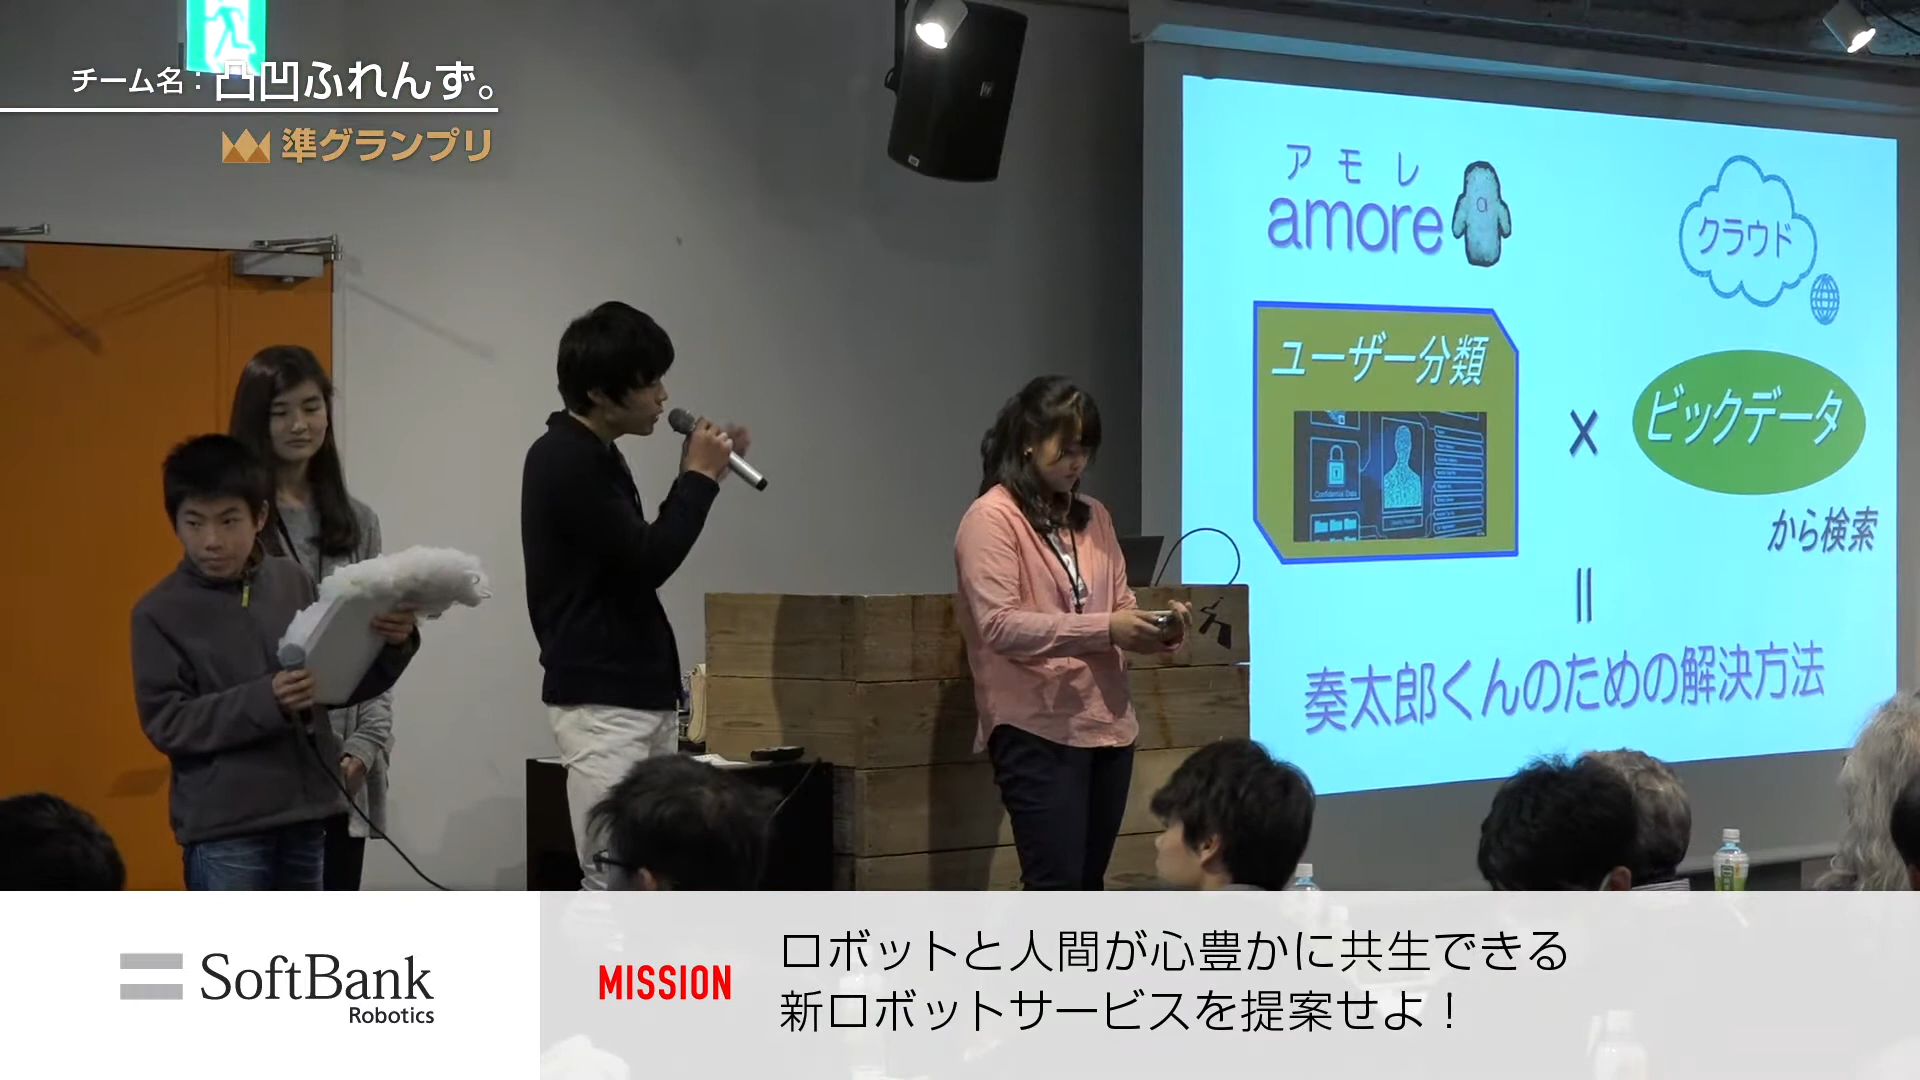 チーム名：凸凹ふれんず。
準グランプリ
アモレ
amore
a
クラウド
ユーザー分類
Confidential Data
×
ビックデータ
から検索
=
奏太郎くんのための解決方法
SoftBank
Robotics
MISSION
ロボットと人間が心豊かに共生できる
新ロボットサービスを提案せよ！